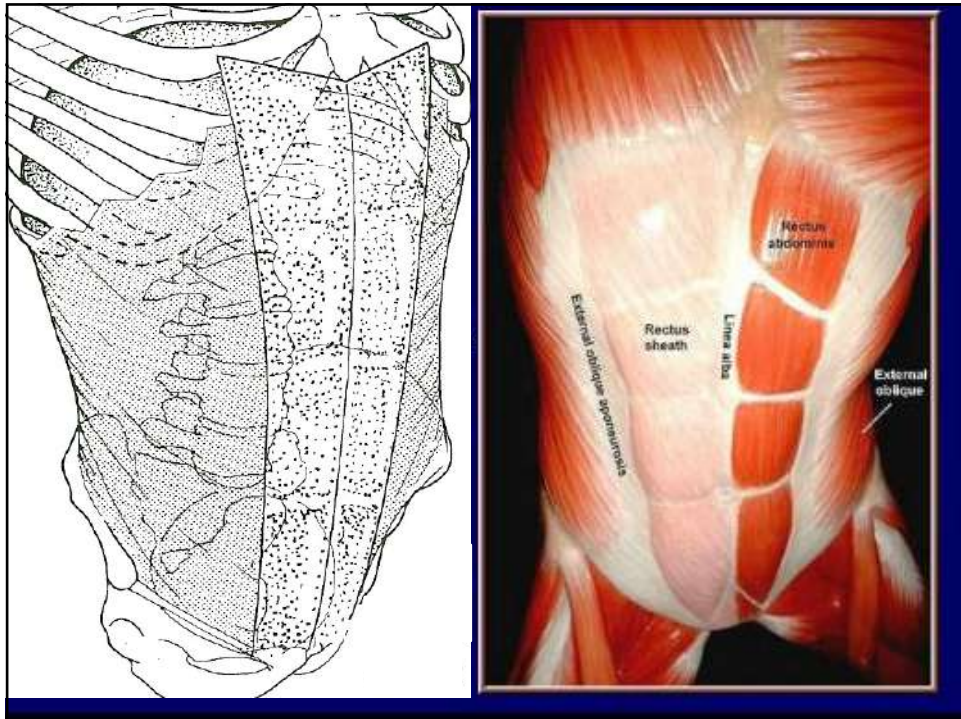 Rectus
abdominis
External oblique aponeurosis
Rectus
sheath
Linea alba
External
oblique